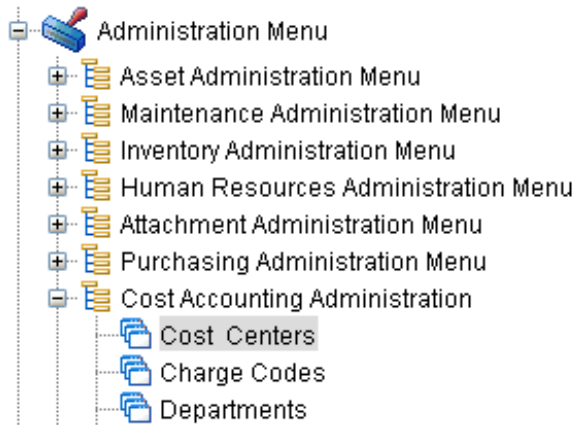 Administration Menu
Asset Administration Menu
Maintenance Administration Menu
Inventory Administration Menu
Human Resources Administration Menu
Attachment Administration Menu
Purchasing Administration Menu
Cost Accounting Administration
Cost Centers
Charge Codes
Departments